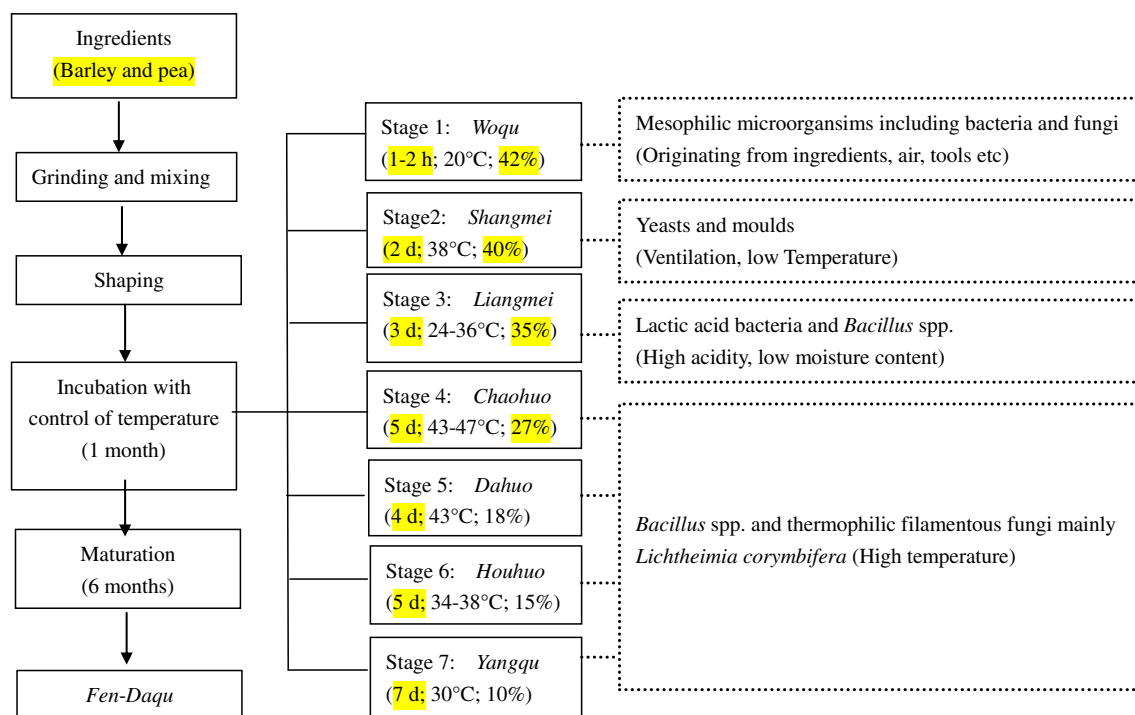 Ingredients
(Barley and pea)
Grinding and mixing
Shaping
Incubation with
control of temperature
(1 month)
Maturation
(6 months)
Fen-Daqu
Stage 1: Woqu
(1-2 h; 20°C; 42%)
Stage2: Shangmei
(2 d; 38°C; 40%)
Stage 3: Liangmei
(3 d; 24-36°C; 35%)
Stage 4: Chaohuo
(5 d; 43-47°C; 27%)
Stage 5: Dahuo
(4 d; 43°C; 18%)
Stage 6: Houhuo
(5 d; 34-38°C; 15%)
Stage 7: Yangqu
(7 d; 30°C; 10%)
Mesophilic microorgansims including bacteria and fungi
(Originating from ingredients, air, tools etc)
Yeasts and moulds
(Ventilation, low Temperature)
Lactic acid bacteria and Bacillus spp.
(High acidity, low moisture content)
Bacillus spp. and thermophilic filamentous fungi mainly
Lichtheimia corymbifera (High temperature)